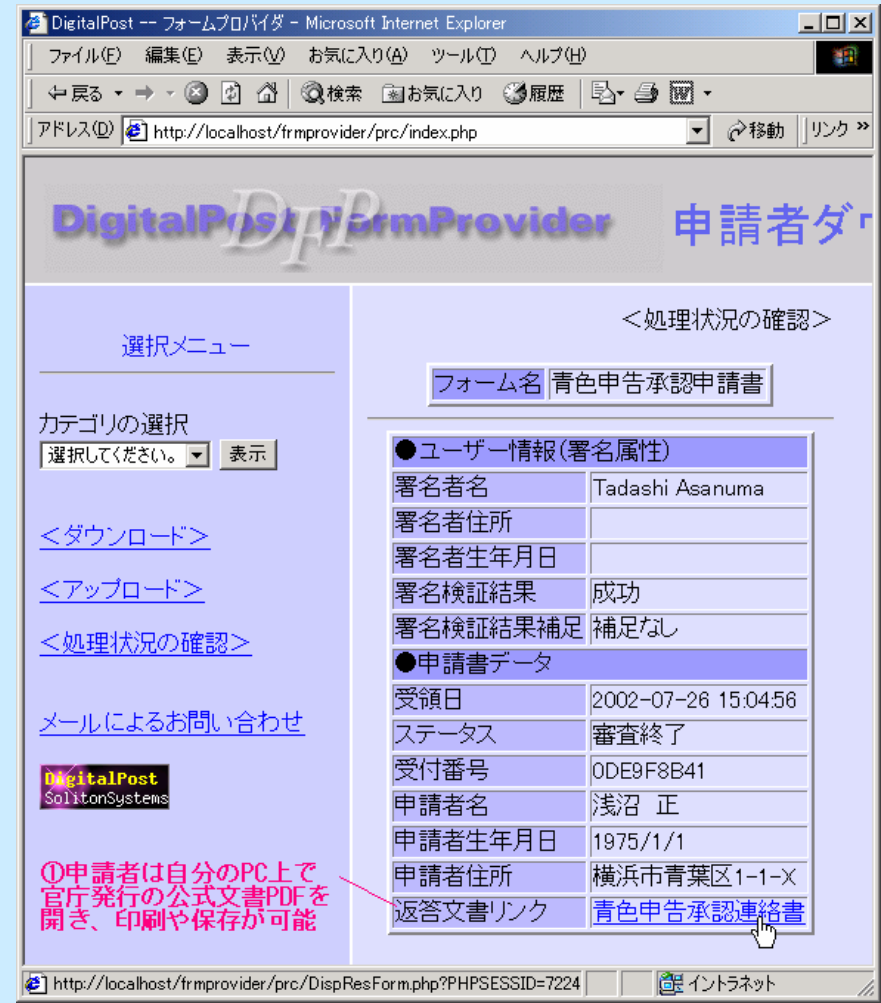 DigitalPost -- フォームプロバイダ - Microsoft Internet Explorer
ファイル(F) 編集(E) 表示(V) お気に入り(A) ツール(T) ヘルプ(H)
戻る 検索 お気に入り 履歴
アドレス(D) http://localhost/frmprovider/prc/index.php 移動 リンク »
DigitalPost FormProvider 申請者ダ
DFP
<処理状況の確認>
選択メニュー
フォーム名 青色申告承認申請書
カテゴリの選択
選択してください。 表示
●ユーザー情報(署名属性)
署名者名 Tadashi Asanuma
署名者住所
<ダウンロード>
署名者生年月日
<アップロード>
署名検証結果 成功
署名検証結果補足 補足なし
<処理状況の確認>
●申請書データ
受領日 2002-07-26 15:04:56
メールによるお問い合わせ
ステータス 審査終了
受付番号 0DE9F8B41
DigitalPost
SolitonSystems
申請者名 浅沼 正
申請者生年月日 1975/1/1
申請者住所 横浜市青葉区1-1-X
返答文書リンク 青色申告承認連絡書
①申請者は自分のPC上で
官庁発行の公式文書PDFを
開き、印刷や保存が可能
http://localhost/frmprovider/prc/DispResForm.php?PHPSESSID=7224 イントラネット